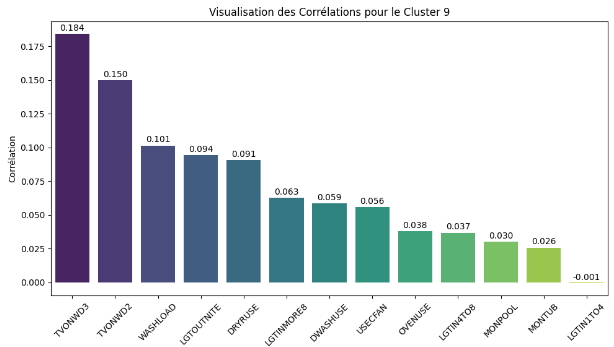 Visualisation des Corrélations pour le Cluster 9
Corrélation
0.175
0.150
0.125
0.100
0.075
0.050
0.025
0.000
0.184
0.150
0.101
0.094
0.091
0.063
0.059
0.056
0.038
0.037
0.030
0.026
-0.001
TVONWD3
TVONWD2
WASHLOAD
LGTOUTNITE
DRYRUSE
LGTINMORE8
DWASHUSE
USECFAN
OVENUSE
LGTIN4TO8
MONPOOL
MONTUB
LGTIN1TO4